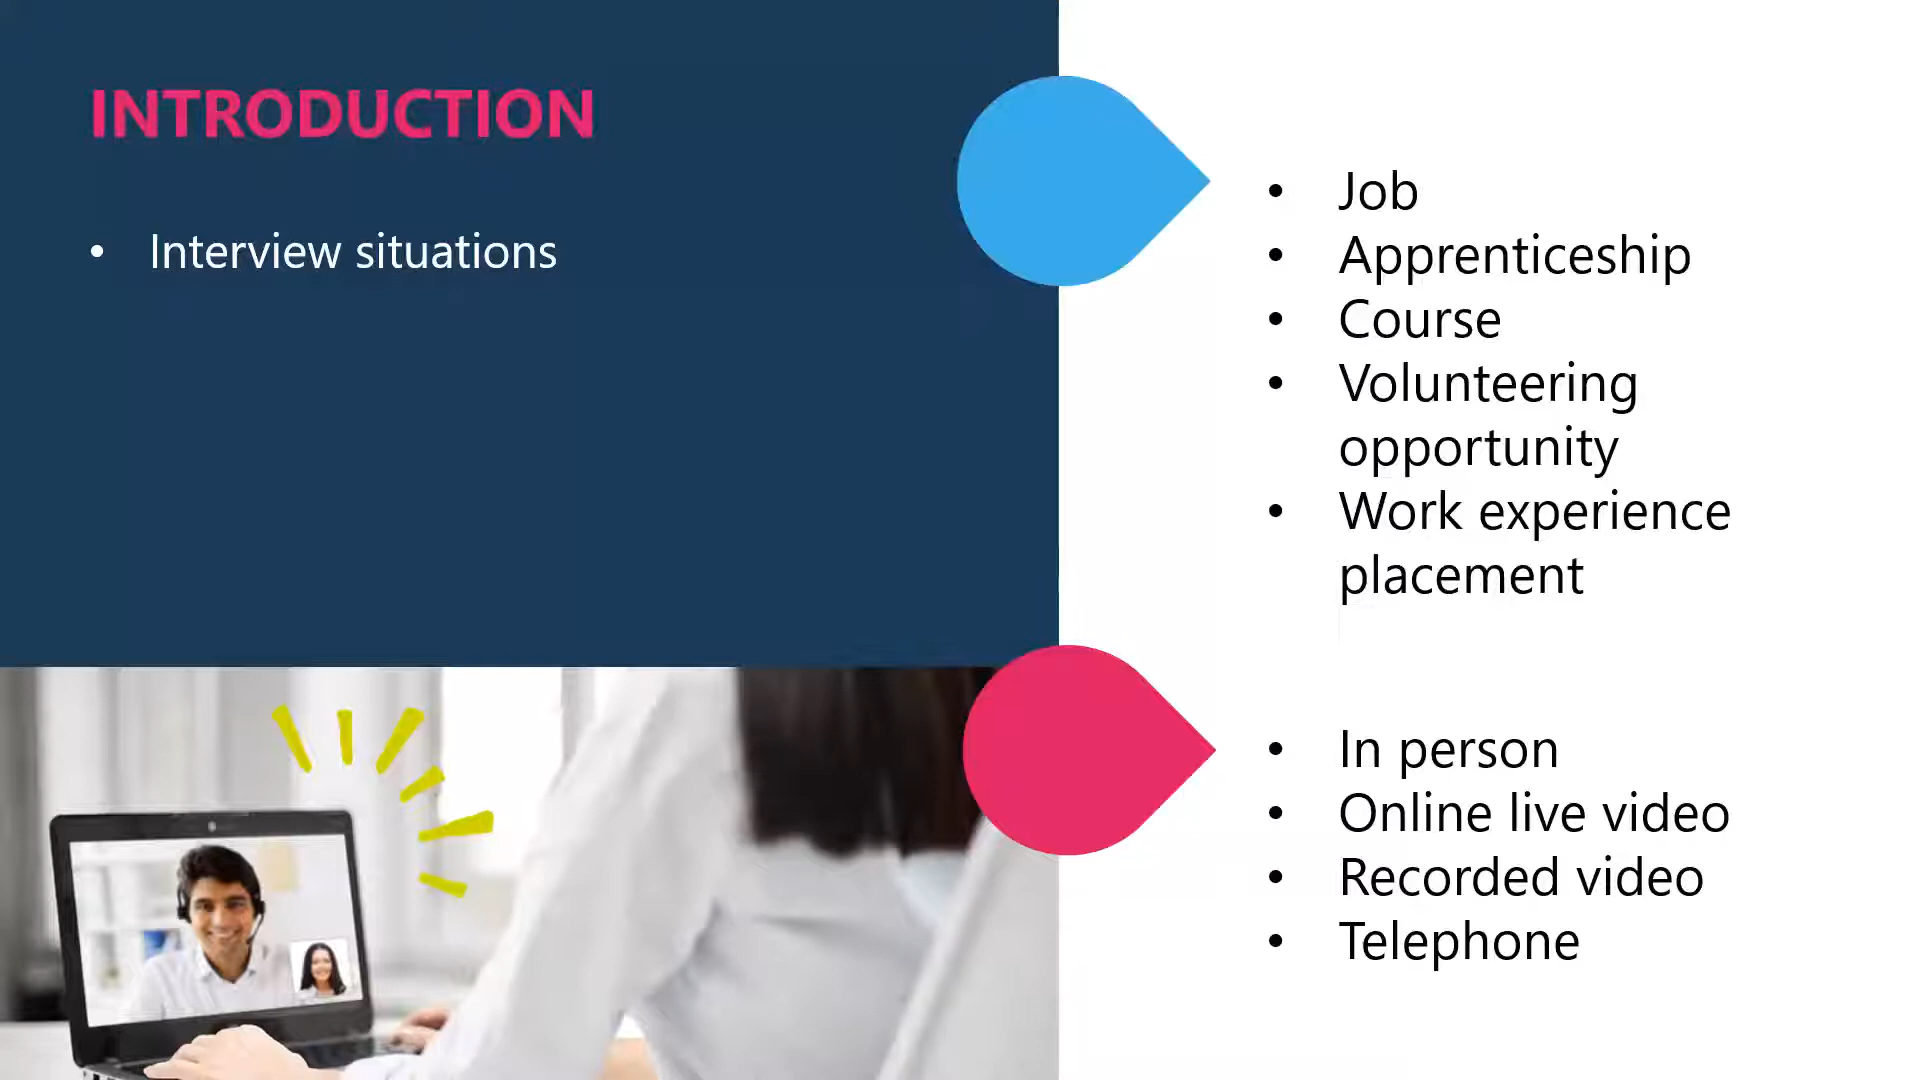 INTRODUCTION
• Interview situations
• Job
• Apprenticeship
• Course
• Volunteering
opportunity
• Work experience
placement
• In person
• Online live video
• Recorded video
• Telephone